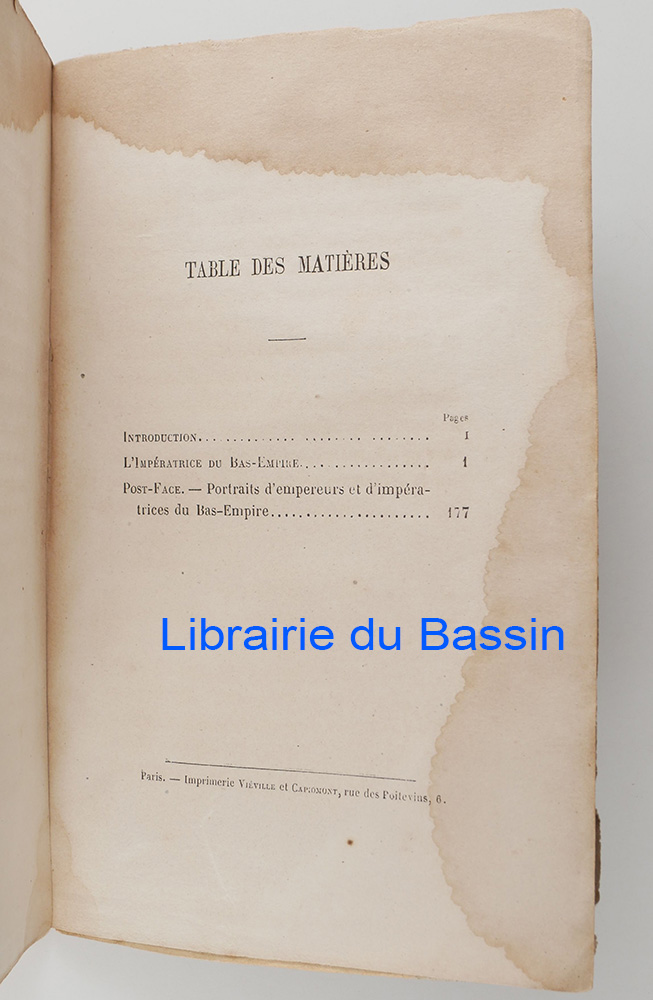 TABLE DES MATIÈRES
Pages
INTRODUCTION.................................. I
L'IMPÉRATRICE DU BAS-EMPIRE.................. 1
POST-FACE. — Portraits d'empereurs et d'impéra-
trices du Bas-Empire....................... 177
Librairie du Bassin
Paris. — Imprimerie VIÉVILLE et CAPIOMONT, rue des Poitevins, 6.